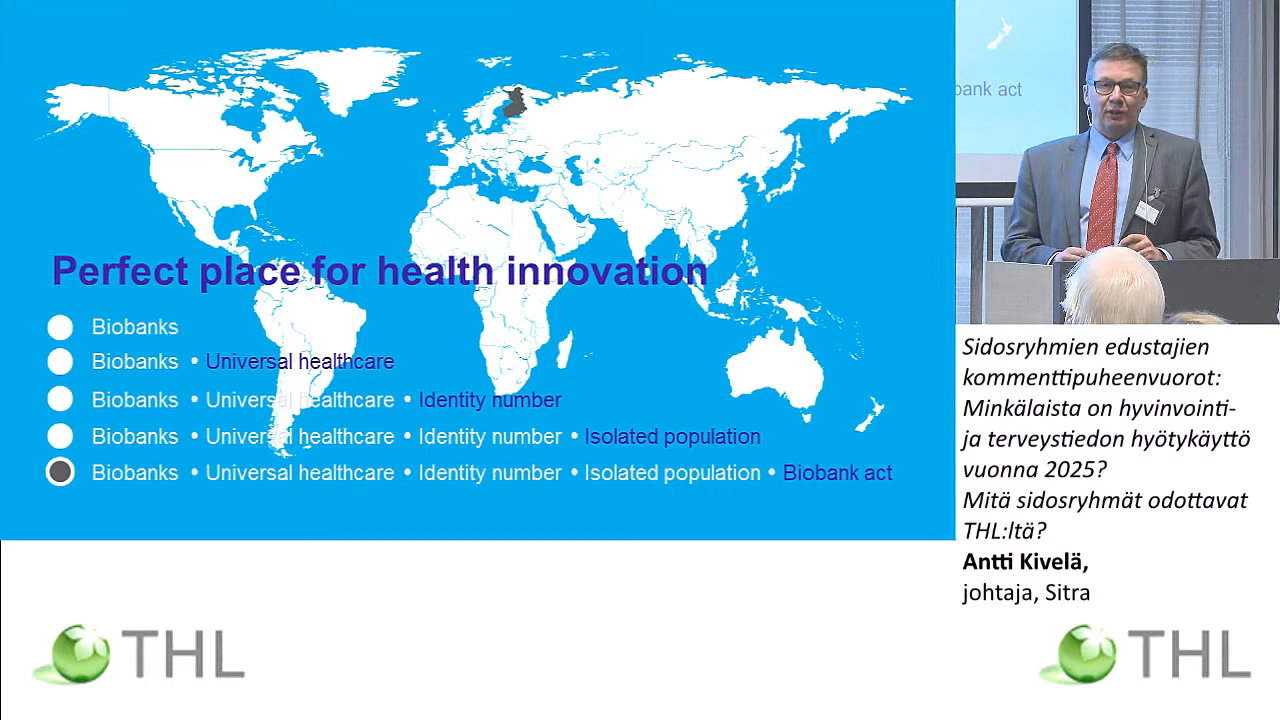 Perfect place for health innovation
Biobanks
Biobanks • Universal healthcare
Biobanks • Universal healthcare • Identity number
Biobanks • Universal healthcare • Identity number • Isolated population
Biobanks • Universal healthcare • Identity number • Isolated population • Biobank act
bank act
Sidosryhmien edustajien
kommenttipuheenvuorot:
Minkälaista on hyvinvointi-
ja terveystiedon hyötykäyttö
vuonna 2025?
Mitä sidosryhmät odottavat
THL:ltä?
Antti Kivelä,
johtaja, Sitra
THL
THL